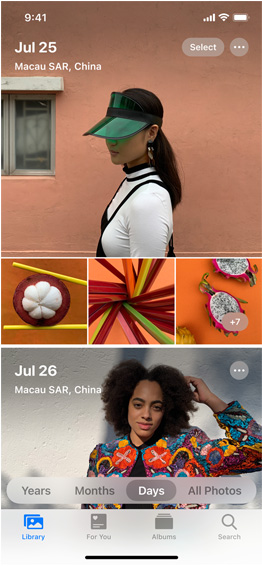 9:41
Jul 25
Select
Macau SAR, China
+7
Jul 26
Macau SAR, China
Years
Months
Days
All Photos
Library
For You
Albums
Search